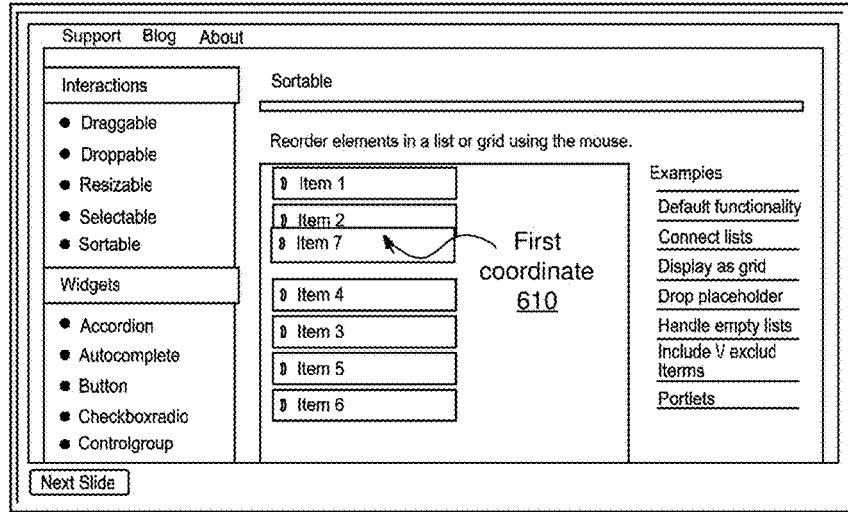 Support Blog About
Interactions
Draggable
Droppable
Resizable
Selectable
Sortable
Widgets
Accordion
Autocomplete
Button
Checkboxradio
Controlgroup
Sortable
Reorder elements in a list or grid using the mouse.
Item 1
Item 2
Item 7
Item 4
Item 3
Item 5
Item 6
First
coordinate
610
Examples
Default functionality
Connect lists
Display as grid
Drop placeholder
Handle empty lists
Include \/ exclud
Iterms
Portlets
Next Slide